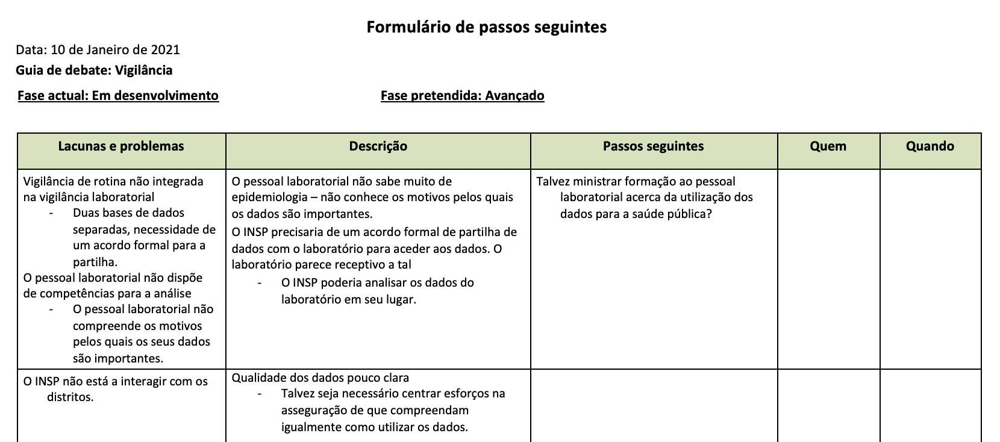 Formulário de passos seguintes
Data: 10 de Janeiro de 2021
Guia de debate: Vigilância
Fase actual: Em desenvolvimento
Fase pretendida: Avançado
Lacunas e problemas
Descrição
Passos seguintes
Quem
Quando
Vigilância de rotina não integrada
na vigilância laboratorial
- Duas bases de dados
separadas, necessidade de
um acordo formal para a
partilha.
O pessoal laboratorial não dispõe
de competências para a análise
- O pessoal laboratorial não
compreende os motivos
pelos quais os seus dados
são importantes.
O pessoal laboratorial não sabe muito de
epidemiologia – não conhece os motivos pelos quais
os dados são importantes.
O INSP precisaria de um acordo formal de partilha de
dados com o laboratório para aceder aos dados. O
laboratório parece receptivo a tal
- O INSP poderia analisar os dados do
laboratório em seu lugar.
Talvez ministrar formação ao pessoal
laboratorial acerca da utilização dos
dados para a saúde pública?
O INSP não está a interagir com os
distritos.
Qualidade dos dados pouco clara
- Talvez seja necessário centrar esforços na
asseguração de que compreendam
igualmente como utilizar os dados.